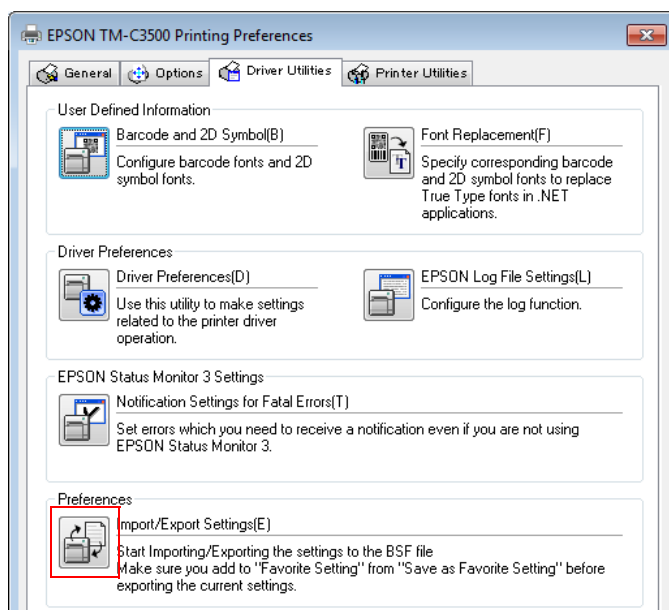 EPSON TM-C3500 Printing Preferences
General Options Driver Utilities Printer Utilities
User Defined Information
Barcode and 2D Symbol(B)
Configure barcode fonts and 2D
symbol fonts.
Font Replacement(F)
Specify corresponding barcode
and 2D symbol fonts to replace
True Type fonts in .NET
applications.
Driver Preferences
Driver Preferences(D)
Use this utility to make settings
related to the printer driver
operation.
EPSON Log File Settings(L)
Configure the log function.
EPSON Status Monitor 3 Settings
Notification Settings for Fatal Errors(T)
Set errors which you need to receive a notification even if you are not using
EPSON Status Monitor 3.
Preferences
Import/Export Settings(E)
Start Importing/Exporting the settings to the BSF file
Make sure you add to "Favorite Setting" from "Save as Favorite Setting" before
exporting the current settings.